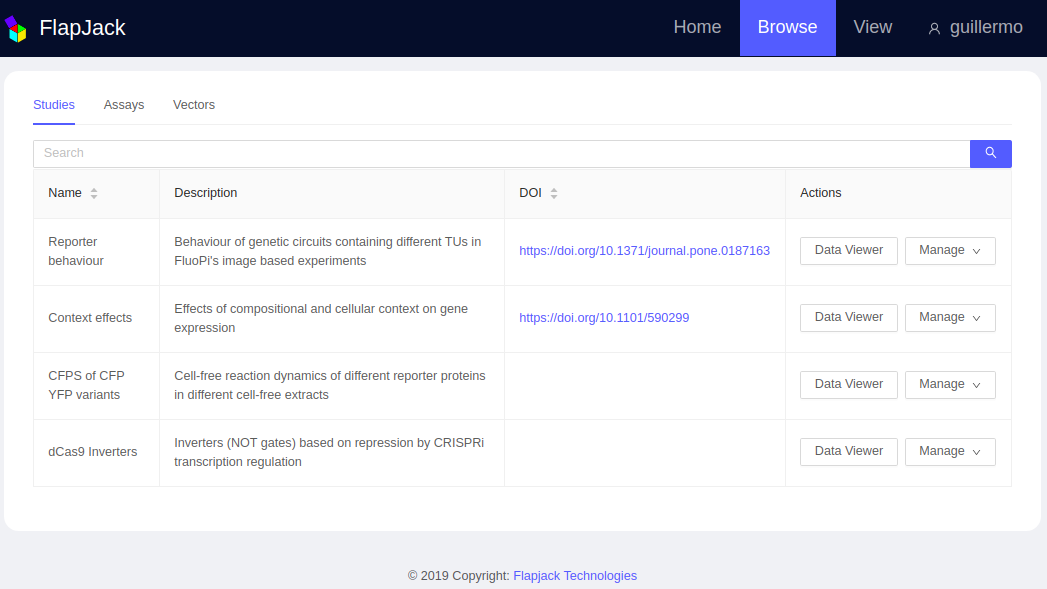 FlapJack Home Browse View guillermo
Studies Assays Vectors
Search
Name Description DOI Actions
Reporter behaviour
Behaviour of genetic circuits containing different TUs in
FluoPi's image based experiments
https://doi.org/10.1371/journal.pone.0187163
Data Viewer Manage
Context effects
Effects of compositional and cellular context on gene
expression
https://doi.org/10.1101/590299
Data Viewer Manage
CFPS of CFP
YFP variants
Cell-free reaction dynamics of different reporter proteins
in different cell-free extracts
Data Viewer Manage
dCas9 Inverters
Inverters (NOT gates) based on repression by CRISPRi
transcription regulation
Data Viewer Manage
© 2019 Copyright: Flapjack Technologies